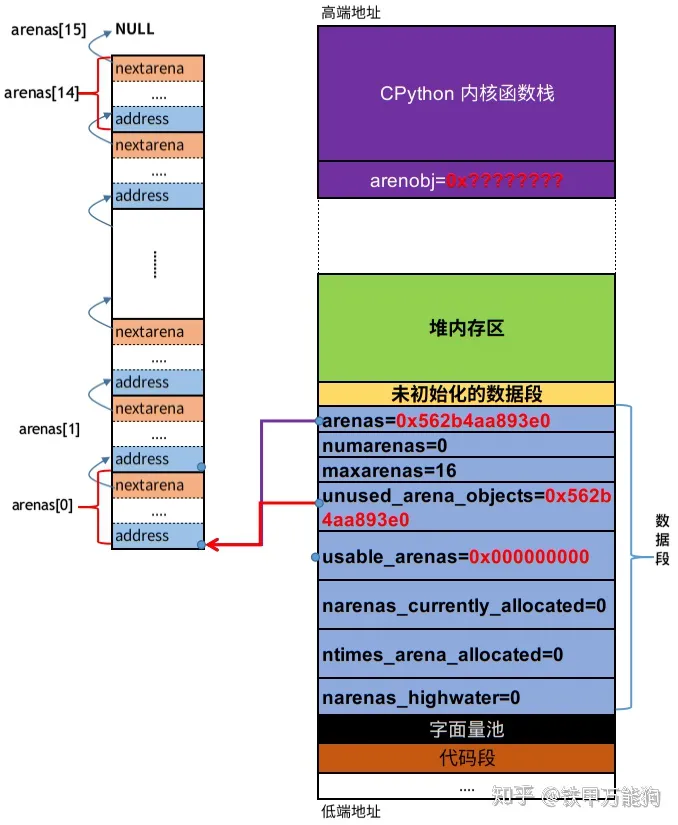 arenas[15]
NULL
nextarena
....
arenas[14]
address
nextarena
....
address
nextarena
....
address
nextarena
arenas[1]
....
address
nextarena
arenas[0]
....
address
高端地址
CPython 内核函数栈
arenobj=0x????????
堆内存区
未初始化的数据段
arenas=0x562b4aa893e0
numarenas=0
maxarenas=16
unused_arena_objects=0x562b
4aa893e0
usable_arenas=0x000000000
narenas_currently_allocated=0
ntimes_arena_allocated=0
narenas_highwater=0
数
据
段
字面量池
代码段
....
低端地址
知乎 @铁甲万能狗